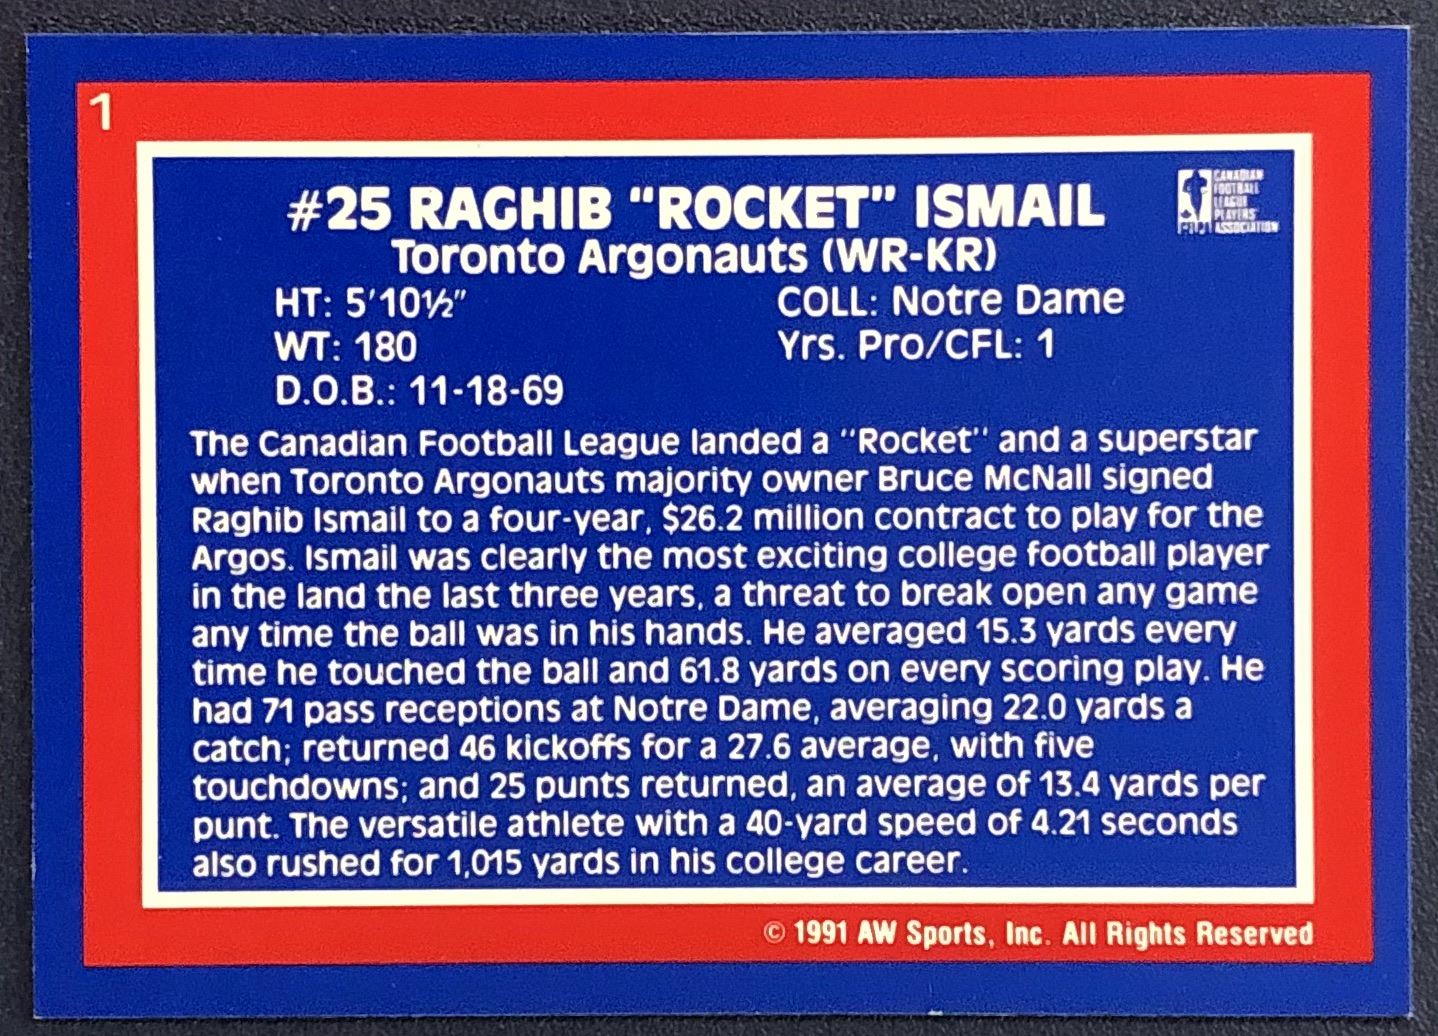 1
#25 RAGHIB "ROCKET" ISMAIL
CANADIAN
FOOTBALL
LEAGUE
PLAYERS'
ASSOCIATION
Toronto Argonauts (WR-KR)
HT: 5'10½" COLL: Notre Dame
WT: 180 Yrs. Pro/CFL: 1
D.O.B.: 11-18-69
The Canadian Football League landed a "Rocket" and a superstar
when Toronto Argonauts majority owner Bruce McNall signed
Raghib Ismail to a four-year, $26.2 million contract to play for the
Argos. Ismail was clearly the most exciting college football player
in the land the last three years, a threat to break open any game
any time the ball was in his hands. He averaged 15.3 yards every
time he touched the ball and 61.8 yards on every scoring play. He
had 71 pass receptions at Notre Dame, averaging 22.0 yards a
catch; returned 46 kickoffs for a 27.6 average, with five
touchdowns; and 25 punts returned, an average of 13.4 yards per
punt. The versatile athlete with a 40-yard speed of 4.21 seconds
also rushed for 1,015 yards in his college career.
© 1991 AW Sports, Inc. All Rights Reserved